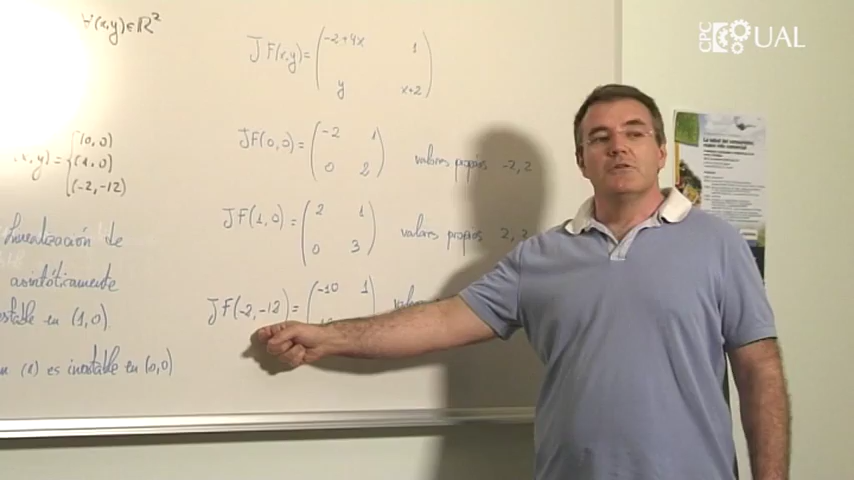 ∀(x,y)∈ℝ²
x, y) = { (0,0)
(1,0)
(-2,-12)
linealización de
asintóticamente
estable en (1,0).
(1) es inestable en (0,0)
JF(x,y) = ( -2+4x 1
y x+2 )
JF(0,0) = ( -2 1
0 2 ) valores propios -2, 2
JF(1,0) = ( 2 1
0 3 ) valores propios 2, 2
JF(-2,-12) = ( -10 1
CPC UAL